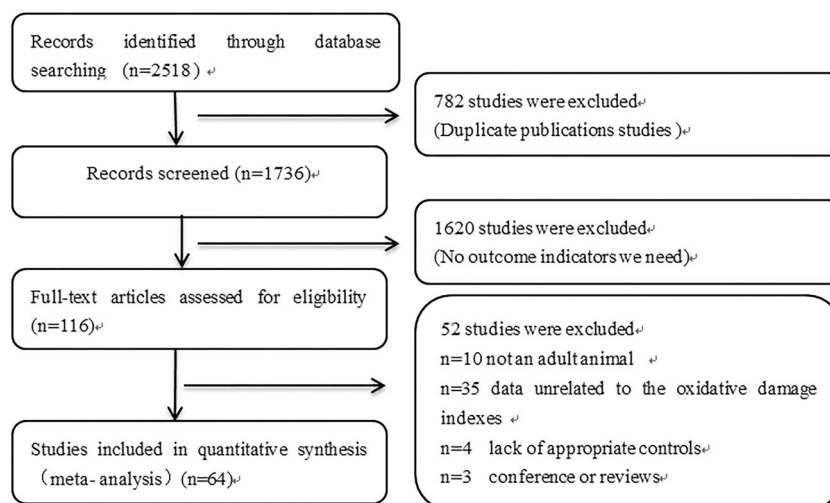 Records identified through database
searching (n=2518) ↵
782 studies were excluded↵
(Duplicate publications studies )↵
Records screened (n=1736)↵
1620 studies were excluded↵
(No outcome indicators we need)↵
Full-text articles assessed for eligibility
(n=116)↵
52 studies were excluded↵
n=10 not an adult animal ↵
n=35 data unrelated to the oxidative damage
indexes ↵
n=4 lack of appropriate controls↵
n=3 conference or reviews↵
Studies included in quantitative synthesis
（meta- analysis）(n=64)↵